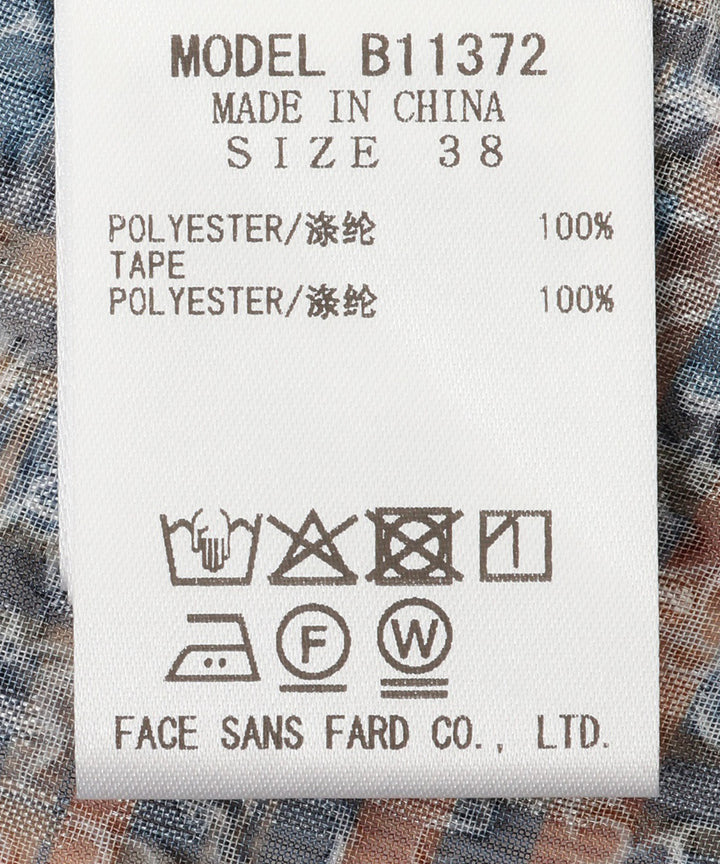 MODEL B11372
MADE IN CHINA
SIZE 38
POLYESTER/涤纶 100%
TAPE
POLYESTER/涤纶 100%
F W
FACE SANS FARD CO., LTD.